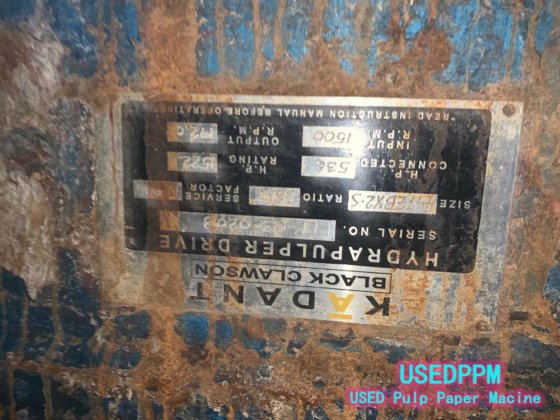 KADANT
BLACK CLAWSON
HYDRAPULPER DRIVE
SERIAL NO.
SIZE RATIO SERVICE FACTOR
H.P. CONNECTED 536 H.P. RATING
INPUT R.P.M. 1500 OUTPUT R.P.M.
"READ INSTRUCTION MANUAL BEFORE OPERATING
USEDPPM
USED Pulp Paper Macine